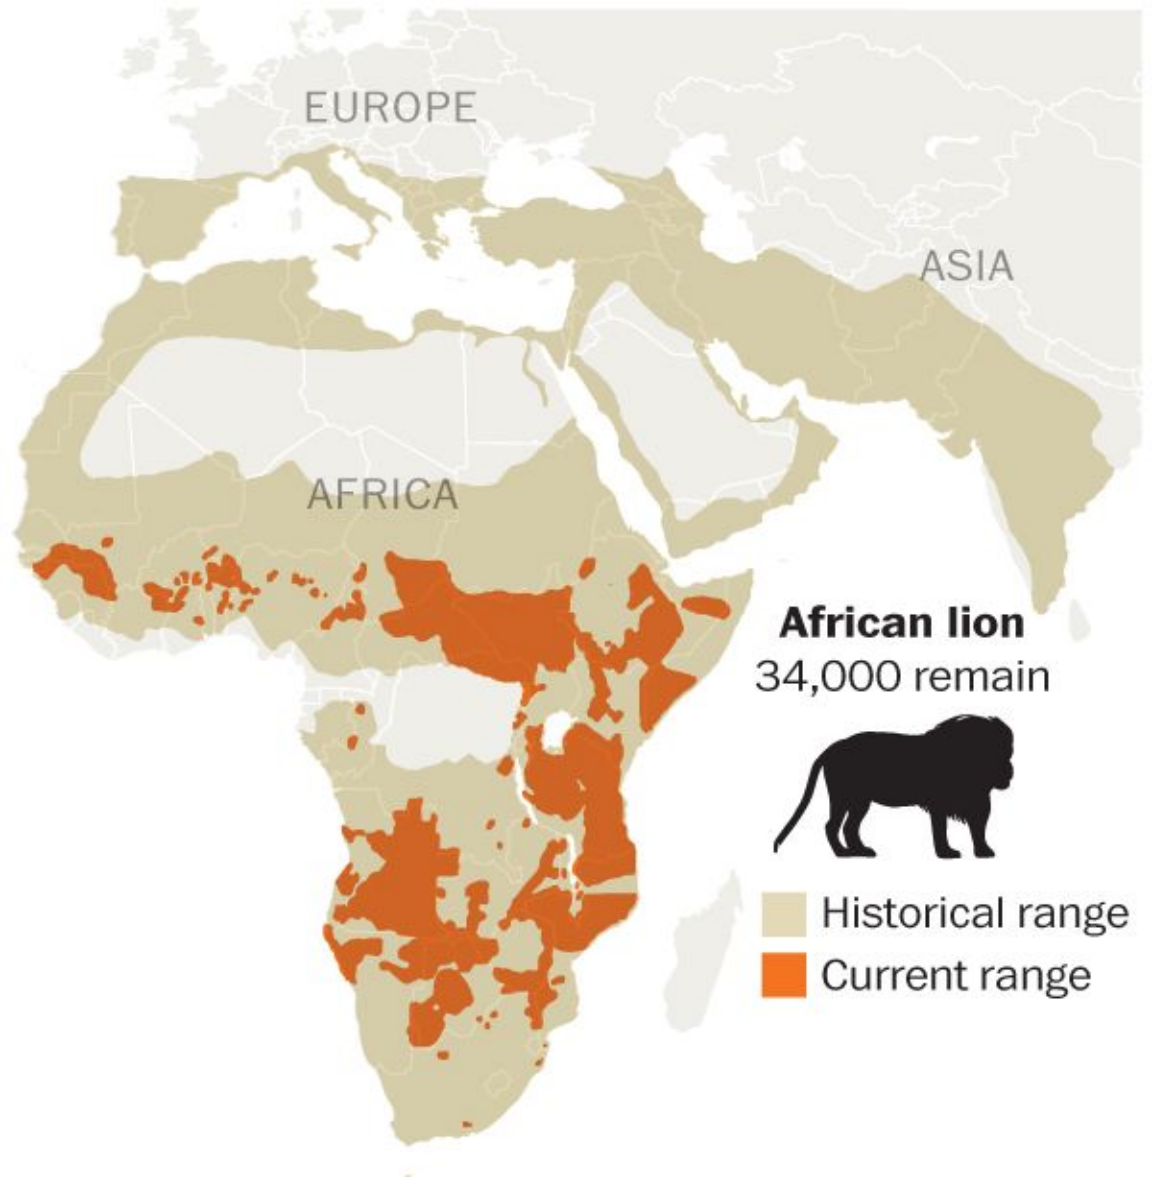 EUROPE
ASIA
AFRICA
African lion
34,000 remain
Historical range
Current range